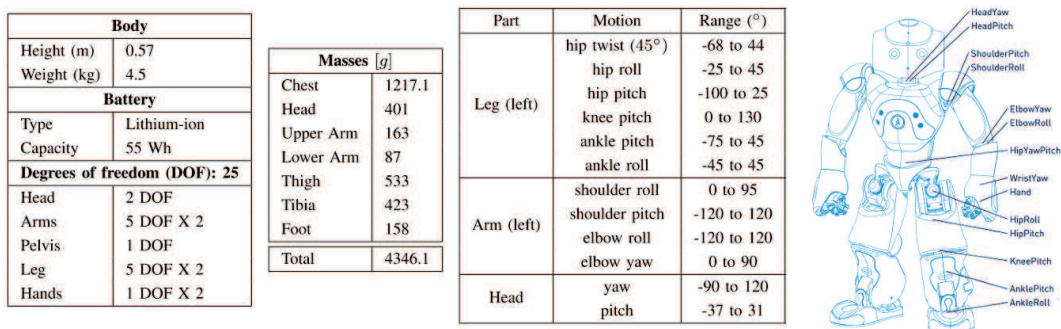 Body
Height (m) 0.57
Weight (kg) 4.5
Battery
Type Lithium-ion
Capacity 55 Wh
Degrees of freedom (DOF): 25
Head 2 DOF
Arms 5 DOF X 2
Pelvis 1 DOF
Leg 5 DOF X 2
Hands 1 DOF X 2
Masses [g]
Chest 1217.1
Head 401
Upper Arm 163
Lower Arm 87
Thigh 533
Tibia 423
Foot 158
Total 4346.1
Part Motion Range (°)
Leg (left)
hip twist (45°) -68 to 44
hip roll -25 to 45
hip pitch -100 to 25
knee pitch 0 to 130
ankle pitch -75 to 45
ankle roll -45 to 45
Arm (left)
shoulder roll 0 to 95
shoulder pitch -120 to 120
elbow roll -120 to 120
elbow yaw 0 to 90
Head
yaw -90 to 120
pitch -37 to 31
HeadYaw
HeadPitch
ShoulderPitch
ShoulderRoll
ElbowYaw
ElbowRoll
HipYawPitch
WristYaw
Hand
HipRoll
HipPitch
KneePitch
AnklePitch
AnkleRoll